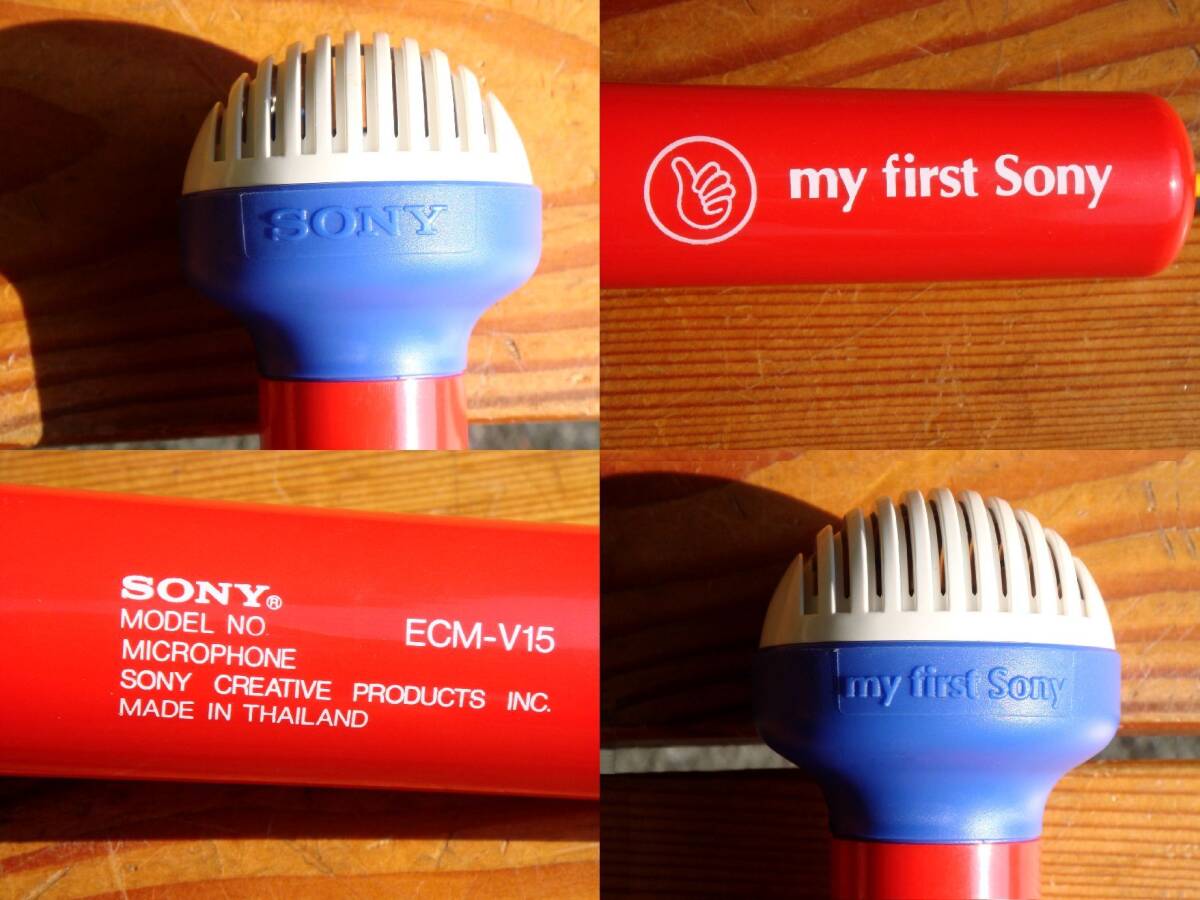 SONY
my first Sony
SONY®
MODEL NO. ECM-V15
MICROPHONE
SONY CREATIVE PRODUCTS INC.
MADE IN THAILAND
my first Sony